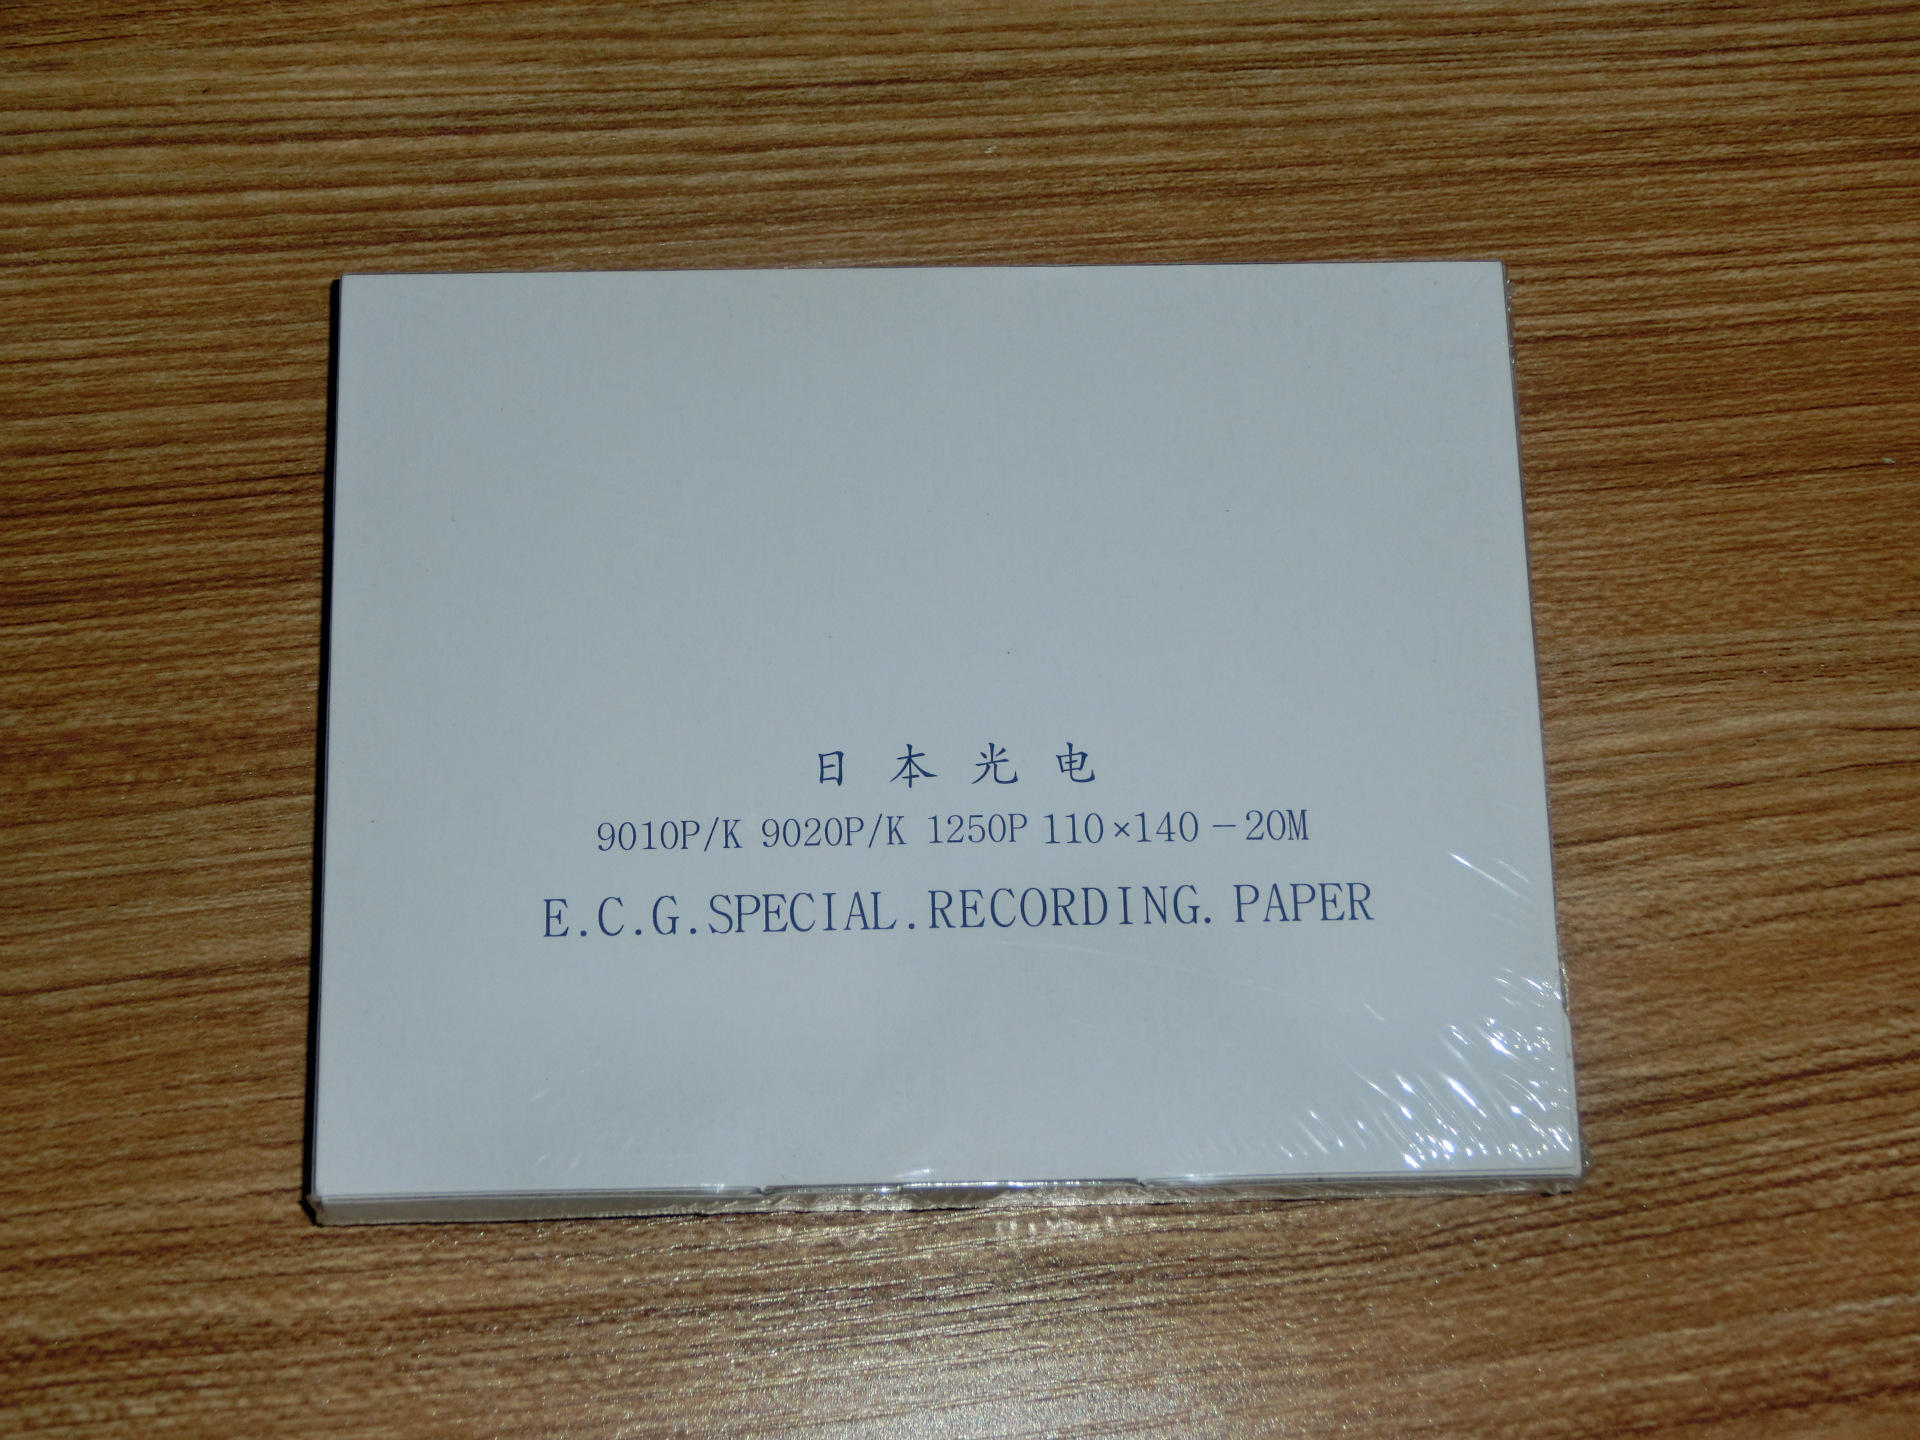 日本光电
9010P/K 9020P/K 1250P 110×140-20M
E.C.G.SPECIAL.RECORDING. PAPER